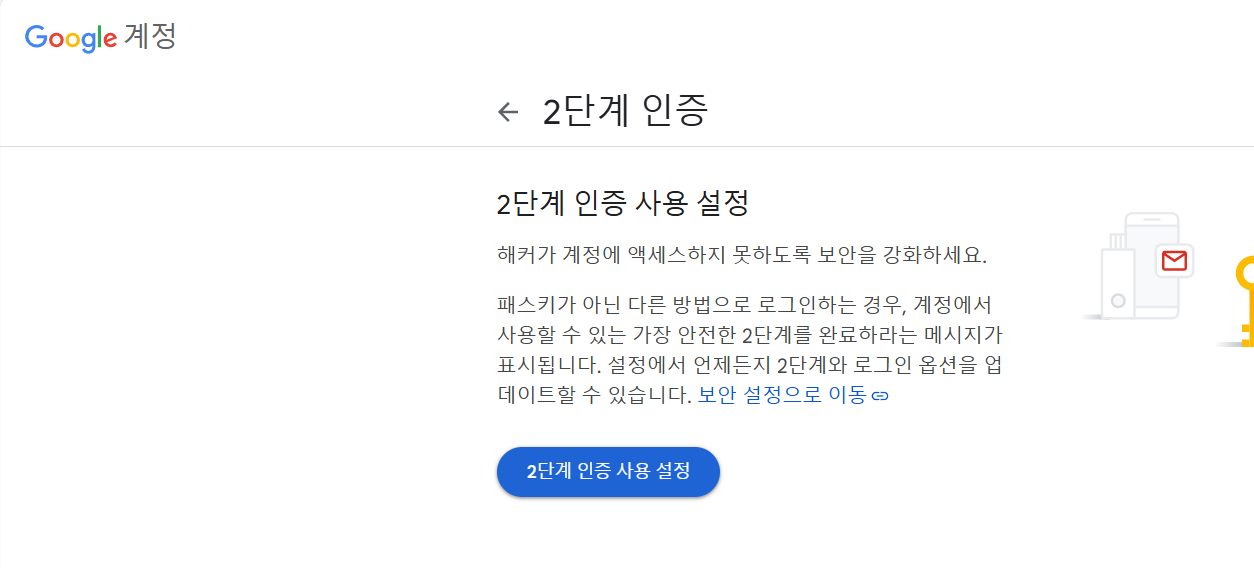 Google 계정
2단계 인증
2단계 인증 사용 설정
해커가 계정에 액세스하지 못하도록 보안을 강화하세요.
패스키가 아닌 다른 방법으로 로그인하는 경우, 계정에서
사용할 수 있는 가장 안전한 2단계를 완료하라는 메시지가
표시됩니다. 설정에서 언제든지 2단계와 로그인 옵션을 업
데이트할 수 있습니다. 보안 설정으로 이동
2단계 인증 사용 설정